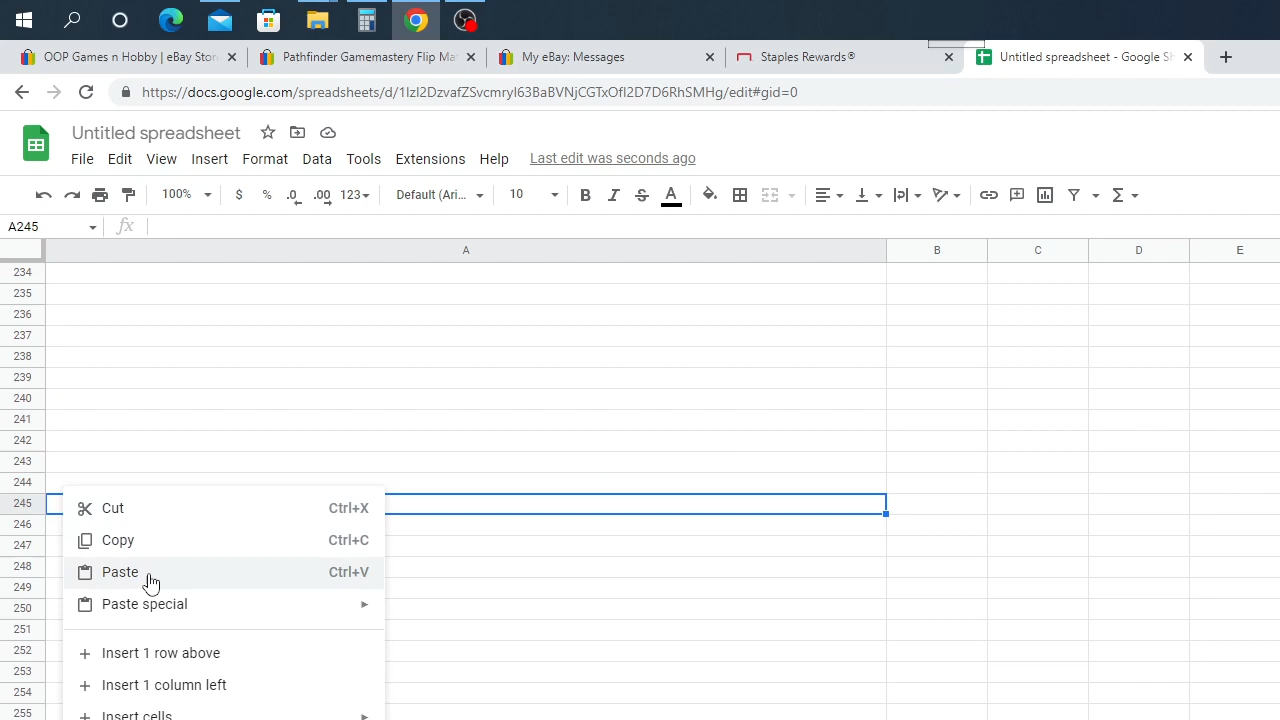 OOP Games n Hobby | eBay Stor
athfinder Gamemastery Flip Ma
My eBay: Messages
Staples Rewards®
Untitled spreadsheet - Google Sh
https://docs.google.com/spreadsheets/d/1IzI2DzvafZSvcmryI63BaBVNjCGTxOfI2D7D6RhSMHg/edit#gid=0
Untitled spreadsheet
File Edit View Insert Format Data Tools Extensions Help Last edit was seconds ago
100% $ % .0 .00 123 Default (Ari... 10 B I S A
A245 fx
A B C D E
234
235
236
237
238
239
240
241
242
243
244
245
246
247
248
249
250
251
252
253
254
255
Cut Ctrl+X
Copy Ctrl+C
Paste Ctrl+V
Paste special
Insert 1 row above
Insert 1 column left
Insert cells